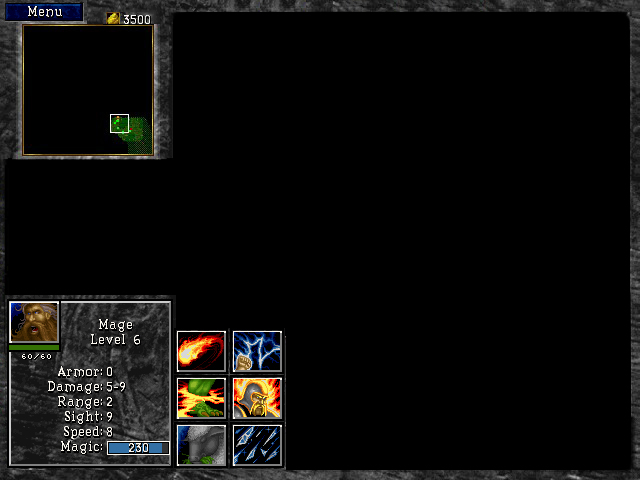 Menu
3500
Mage
Level 6
60/60
Armor: 0
Damage: 5-9
Range: 2
Sight: 9
Speed: 8
Magic: 230